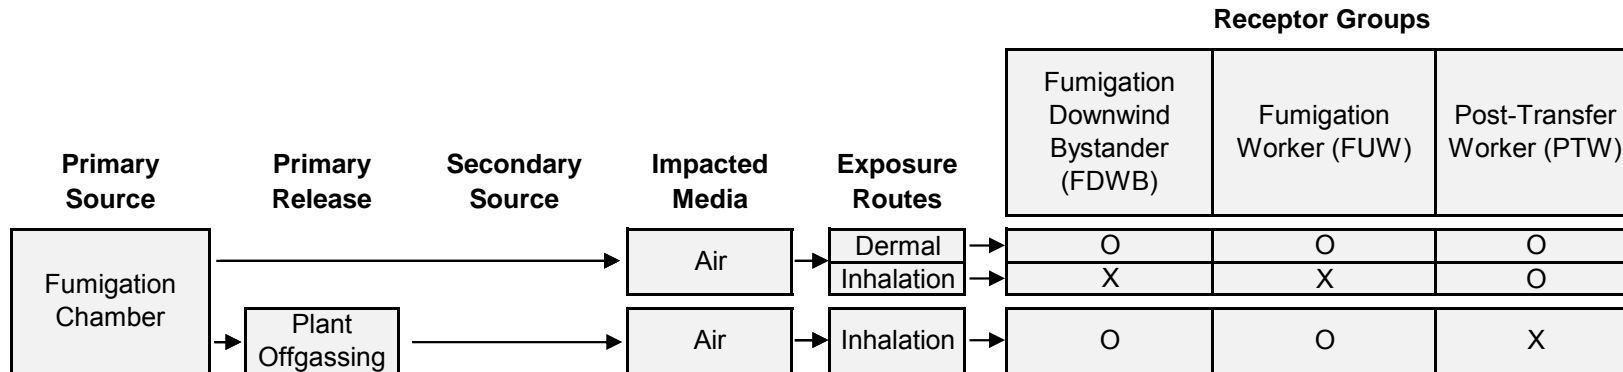 Receptor Groups
Fumigation
Downwind
Bystander
(FDWB)
Fumigation
Worker (FUW)
Post-Transfer
Worker (PTW)
Primary
Source
Primary
Release
Secondary
Source
Impacted
Media
Exposure
Routes
Fumigation
Chamber
Air
Dermal
O
O
O
Inhalation
X
X
O
Plant
Offgassing
Air
Inhalation
O
O
X